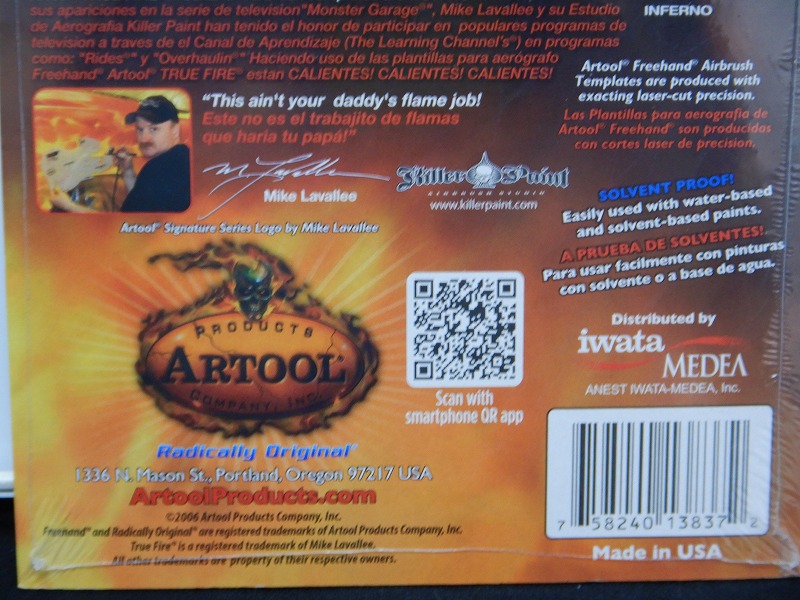 sus apariciones en la serie de televisión"Monster Garage®", Mike Lavallee y su Estudio
de Aerografia Killer Paint han tenido el honor de participar en populares programas de
television a traves de el Canal de Aprendizaje (The Learning Channel's®) en programas
como: "Rides®" y "Overhaulin®" Haciendo uso de las plantillas para aerógrafo
Freehand® Artool® TRUE FIRE® estan CALIENTES! CALIENTES! CALIENTES!
"This ain't your daddy's flame job!
Este no es el trabajito de flamas
que haria tu papá!"
Mike Lavallee
Killer Paint
AIRBRUSH STUDIO
www.killerpaint.com
Artool® Signature Series Logo by Mike Lavallee
INFERNO
Artool® Freehand® Airbrush
Templates are produced with
exacting laser-cut precision.
Las Plantillas para aerografia de
Artool® Freehand® son producidas
con cortes laser de precisión.
SOLVENT PROOF!
Easily used with water-based
and solvent-based paints.
A PRUEBA DE SOLVENTES!
Para usar facilmente con pinturas
con solvente o a base de agua.
PRODUCTS
ARTOOL®
COMPANY, INC.
Radically Original®
1336 N. Mason St., Portland, Oregon 97217 USA
ArtoolProducts.com
©2006 Artool Products Company, Inc.
Freehand® and Radically Original® are registered trademarks of Artool Products Company, Inc.
True Fire® is a registered trademark of Mike Lavallee.
All other trademarks are property of their respective owners.
Scan with
smartphone QR app
Distributed by
iwata
MEDEA
ANEST IWATA-MEDEA, Inc.
7 58240 13837 2
Made in USA